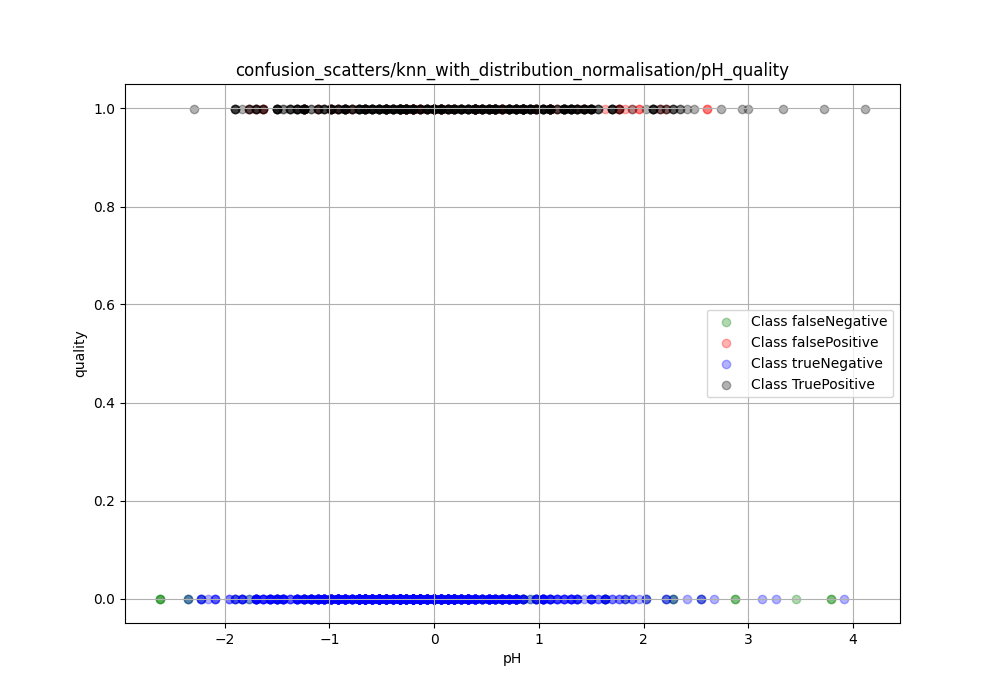 confusion_scatters/knn_with_distribution_normalisation/pH_quality
1.0
0.8
0.6
0.4
0.2
0.0
quality
Class falseNegative
Class falsePositive
Class trueNegative
Class TruePositive
−2
−1
0
1
2
3
4
pH